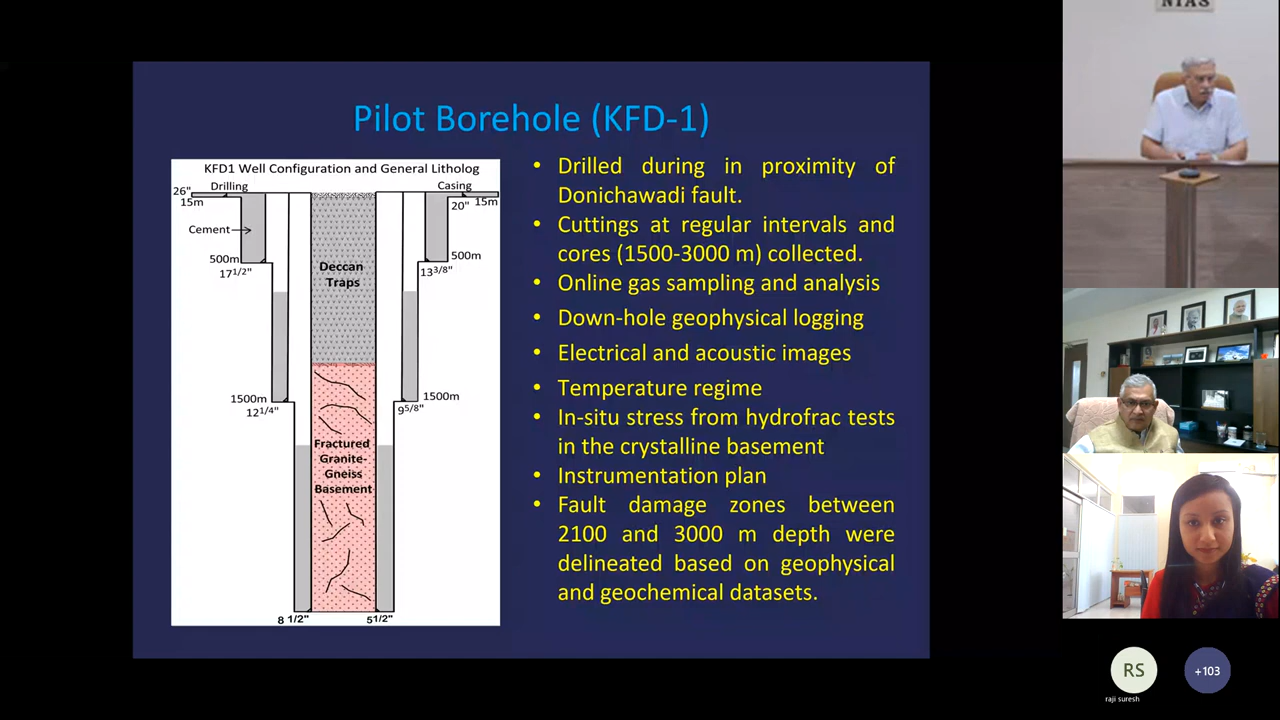 NIAS
Pilot Borehole (KFD-1)
KFD1 Well Configuration and General Litholog
Drilling
Casing
26"
15m
20"
15m
Cement
500m
17 1/2"
500m
13 3/8"
Deccan
Traps
1500m
12 1/4"
1500m
9 5/8"
Fractured
Granite-
Gneiss
Basement
8 1/2"
5 1/2"
• Drilled during in proximity of
Donichawadi fault.
• Cuttings at regular intervals and
cores (1500-3000 m) collected.
• Online gas sampling and analysis
• Down-hole geophysical logging
• Electrical and acoustic images
• Temperature regime
• In-situ stress from hydrofrac tests
in the crystalline basement
• Instrumentation plan
• Fault damage zones between
2100 and 3000 m depth were
delineated based on geophysical
and geochemical datasets.
RS
+103
raji suresh